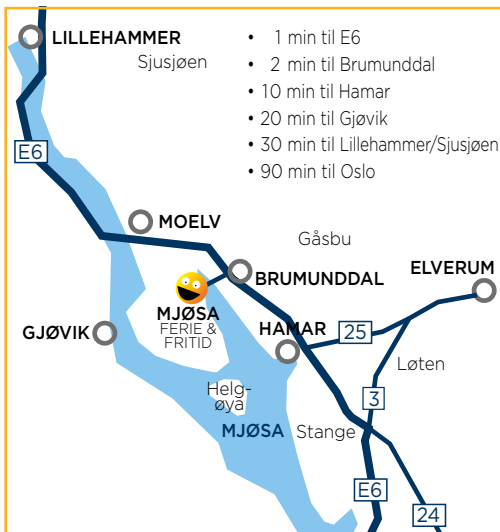 LILLEHAMMER
Sjusjøen
• 1 min til E6
• 2 min til Brumunddal
• 10 min til Hamar
• 20 min til Gjøvik
• 30 min til Lillehammer/Sjusjøen
• 90 min til Oslo
E6
MOELV
Gåsbu
BRUMUNDDAL
ELVERUM
MJØSA
FERIE &
FRITID
GJØVIK
HAMAR
25
Løten
Helg-
øya
3
MJØSA
Stange
E6
24